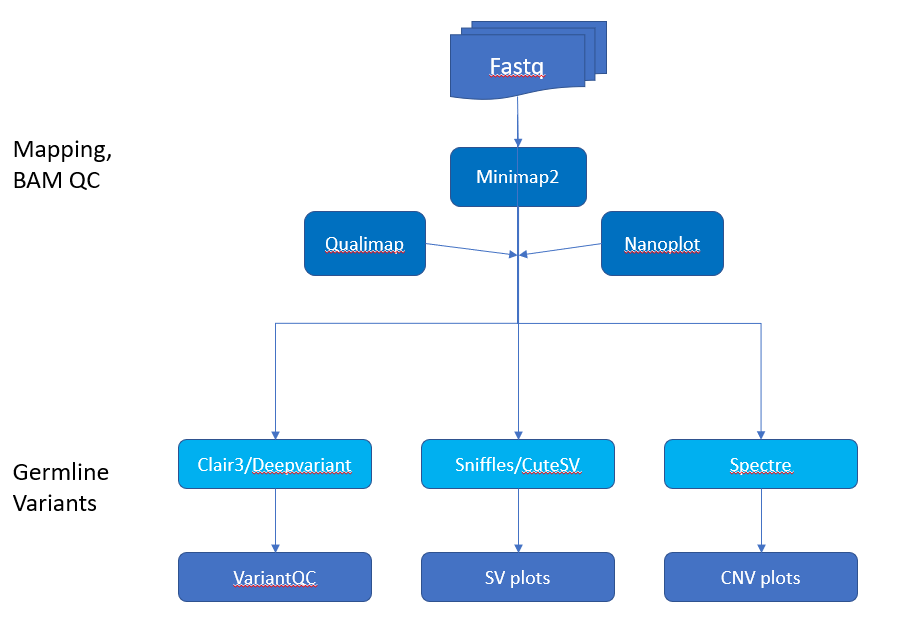 Fastq
Mapping,
BAM QC
Minimap2
Qualimap
Nanoplot
Germline
Variants
Clair3/Deepvariant
Sniffles/CuteSV
Spectre
VariantQC
SV plots
CNV plots